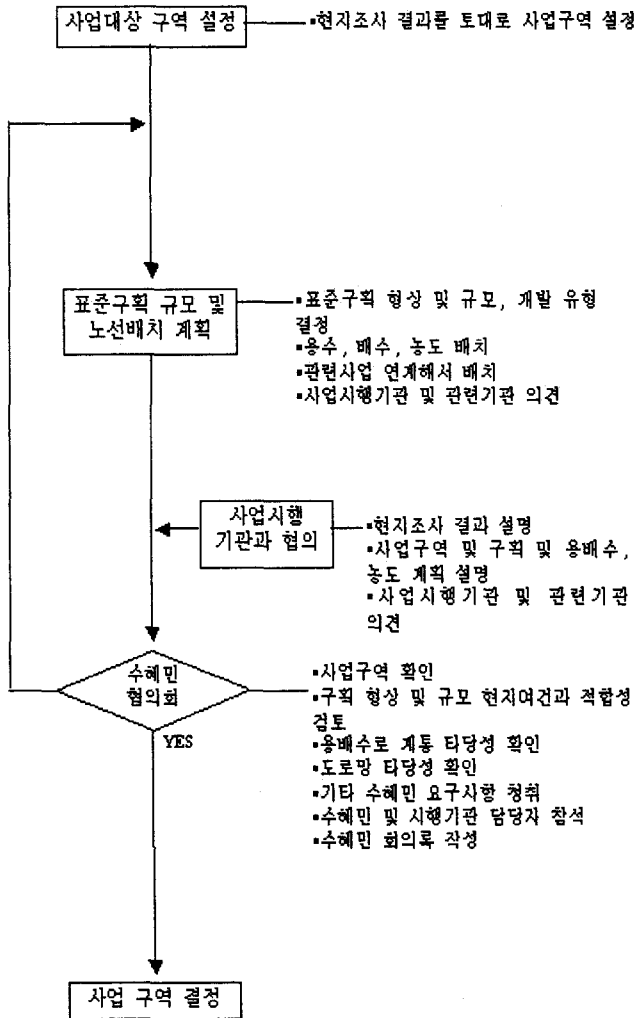 사업대상 구역 설정
▪현지조사 결과를 토대로 사업구역 설정
표준구획 규모 및
노선배치 계획
▪표준구획 형상 및 규모, 개발 유형
결정
▪용수, 배수, 농도 배치
▪관련사업 연계해서 배치
▪사업시행기관 및 관련기관 의견
사업시행
기관과 협의
▪현지조사 결과 설명
▪사업구역 및 구획 및 용배수,
농도 계획 설명
▪사업시행기관 및 관련기관
의견
수혜민
협의회
YES
▪사업구역 확인
▪구획 형상 및 규모 현지여건과 적합성
검토
▪용배수로 계통 타당성 확인
▪도로망 타당성 확인
▪기타 수혜민 요구사항 청취
▪수혜민 및 시행기관 담당자 참석
▪수혜민 회의록 작성
사업 구역 결정